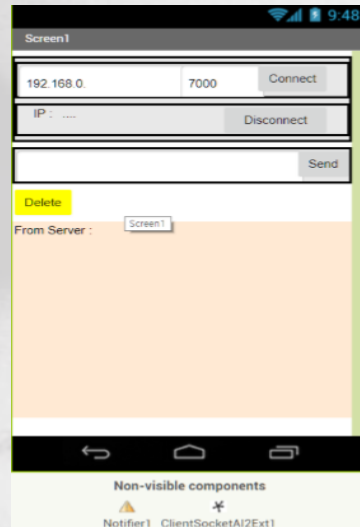 9:48
Screen1
192.168.0. 7000 Connect
IP : .... Disconnect
Send
Delete
Screen1
From Server :
Non-visible components
Notifier1 ClientSocketAI2Ext1